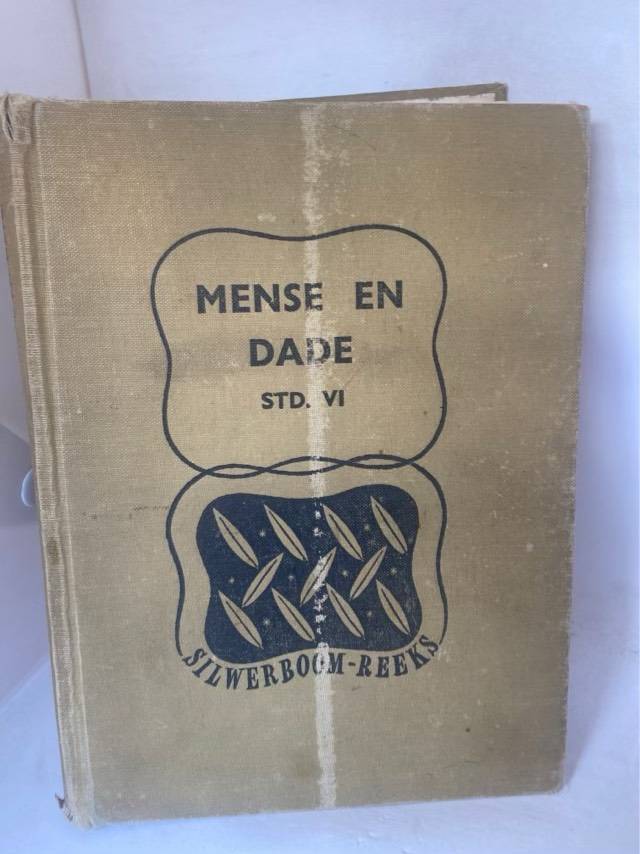 MENSE EN
DADE
STD. VI
SILWERBOOM-REEKS